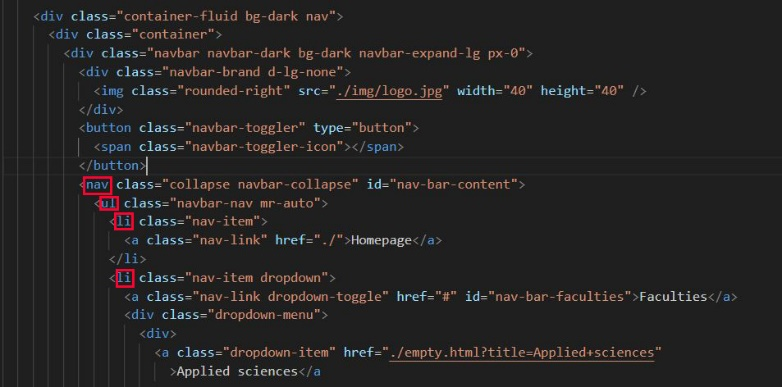 <div class="container-fluid bg-dark nav">
<div class="container">
<div class="navbar navbar-dark bg-dark navbar-expand-lg px-0">
<div class="navbar-brand d-lg-none">
<img class="rounded-right" src="./img/logo.jpg" width="40" height="40" />
</div>
<button class="navbar-toggler" type="button">
<span class="navbar-toggler-icon"></span>
</button>
<nav class="collapse navbar-collapse" id="nav-bar-content">
<ul class="navbar-nav mr-auto">
<li class="nav-item">
<a class="nav-link" href="./">Homepage</a>
</li>
<li class="nav-item dropdown">
<a class="nav-link dropdown-toggle" href="#" id="nav-bar-faculties">Faculties</a>
<div class="dropdown-menu">
<div>
<a class="dropdown-item" href="./empty.html?title=Applied+sciences"
>Applied sciences</a